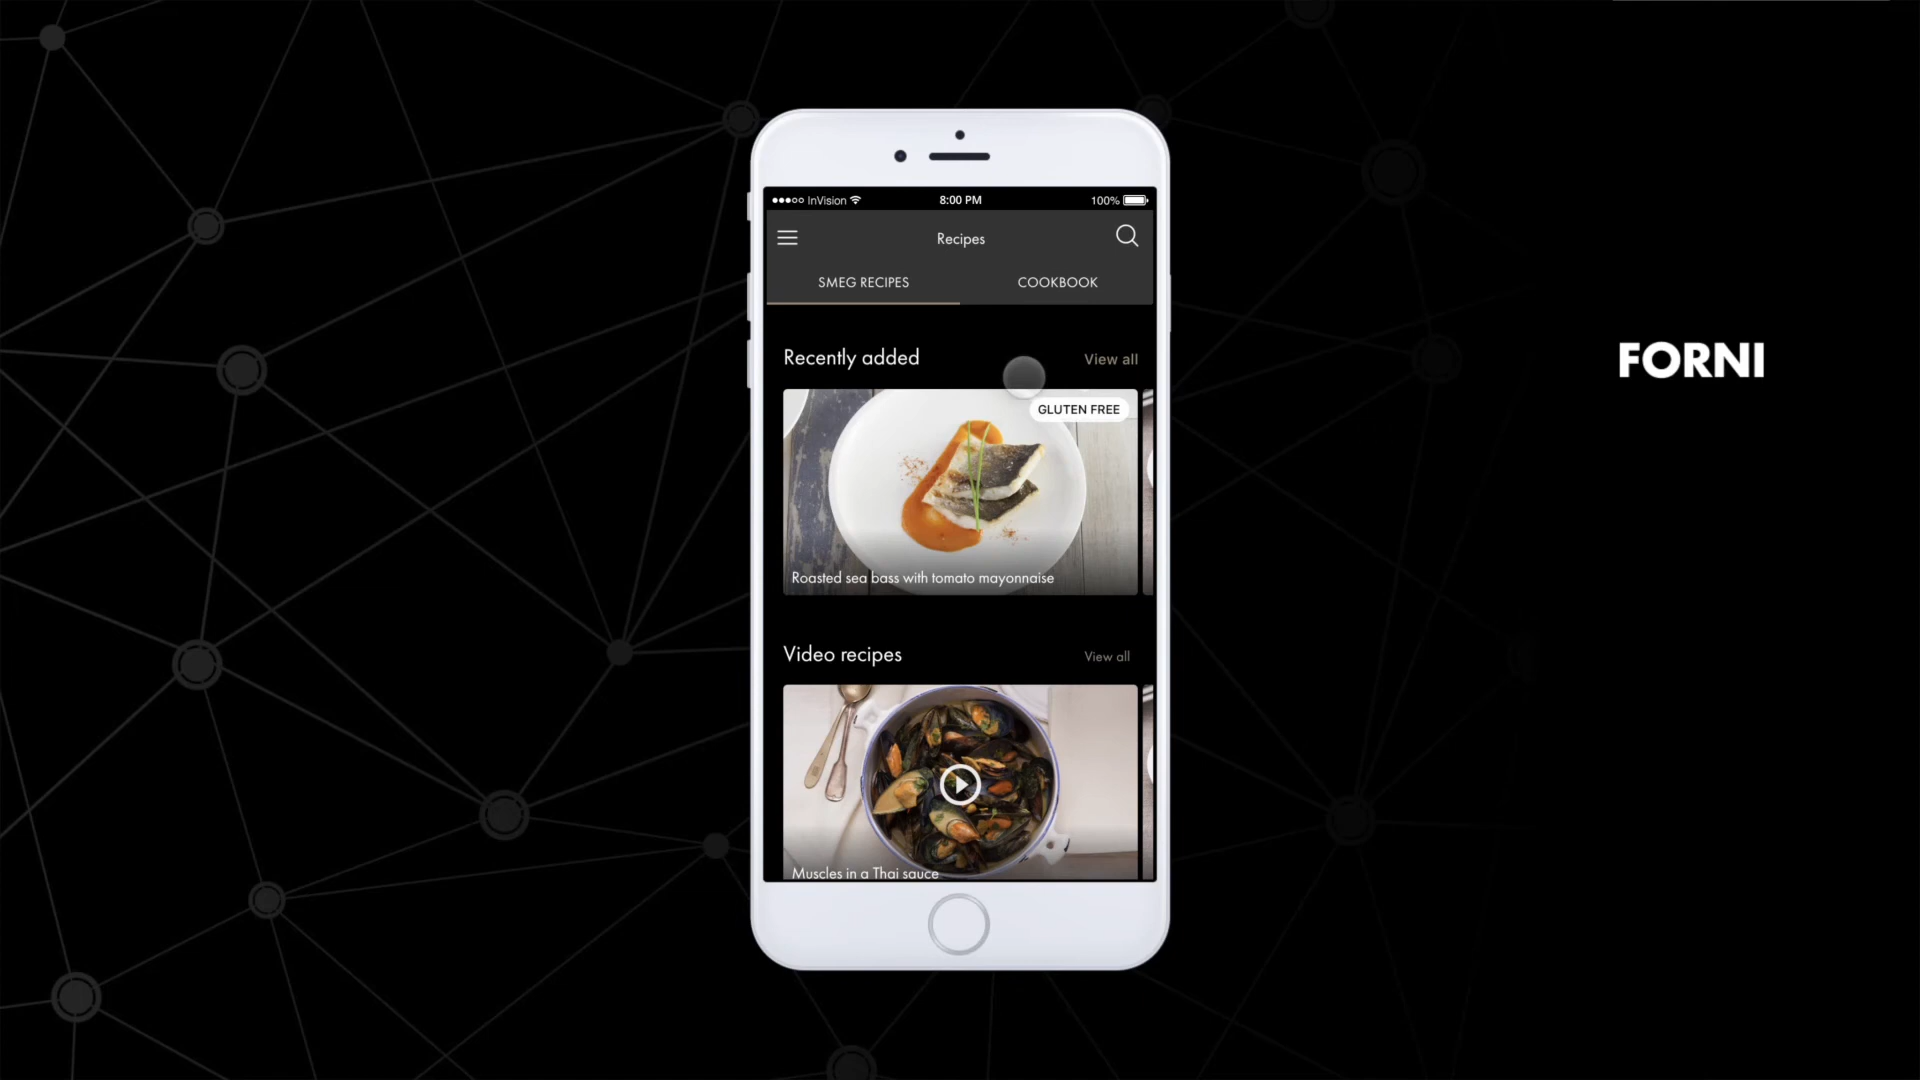 InVision
8:00 PM
100%
Recipes
SMEG RECIPES
COOKBOOK
Recently added
View all
GLUTEN FREE
Roasted sea bass with tomato mayonnaise
Video recipes
View all
Muscles in a Thai sauce
FORNI